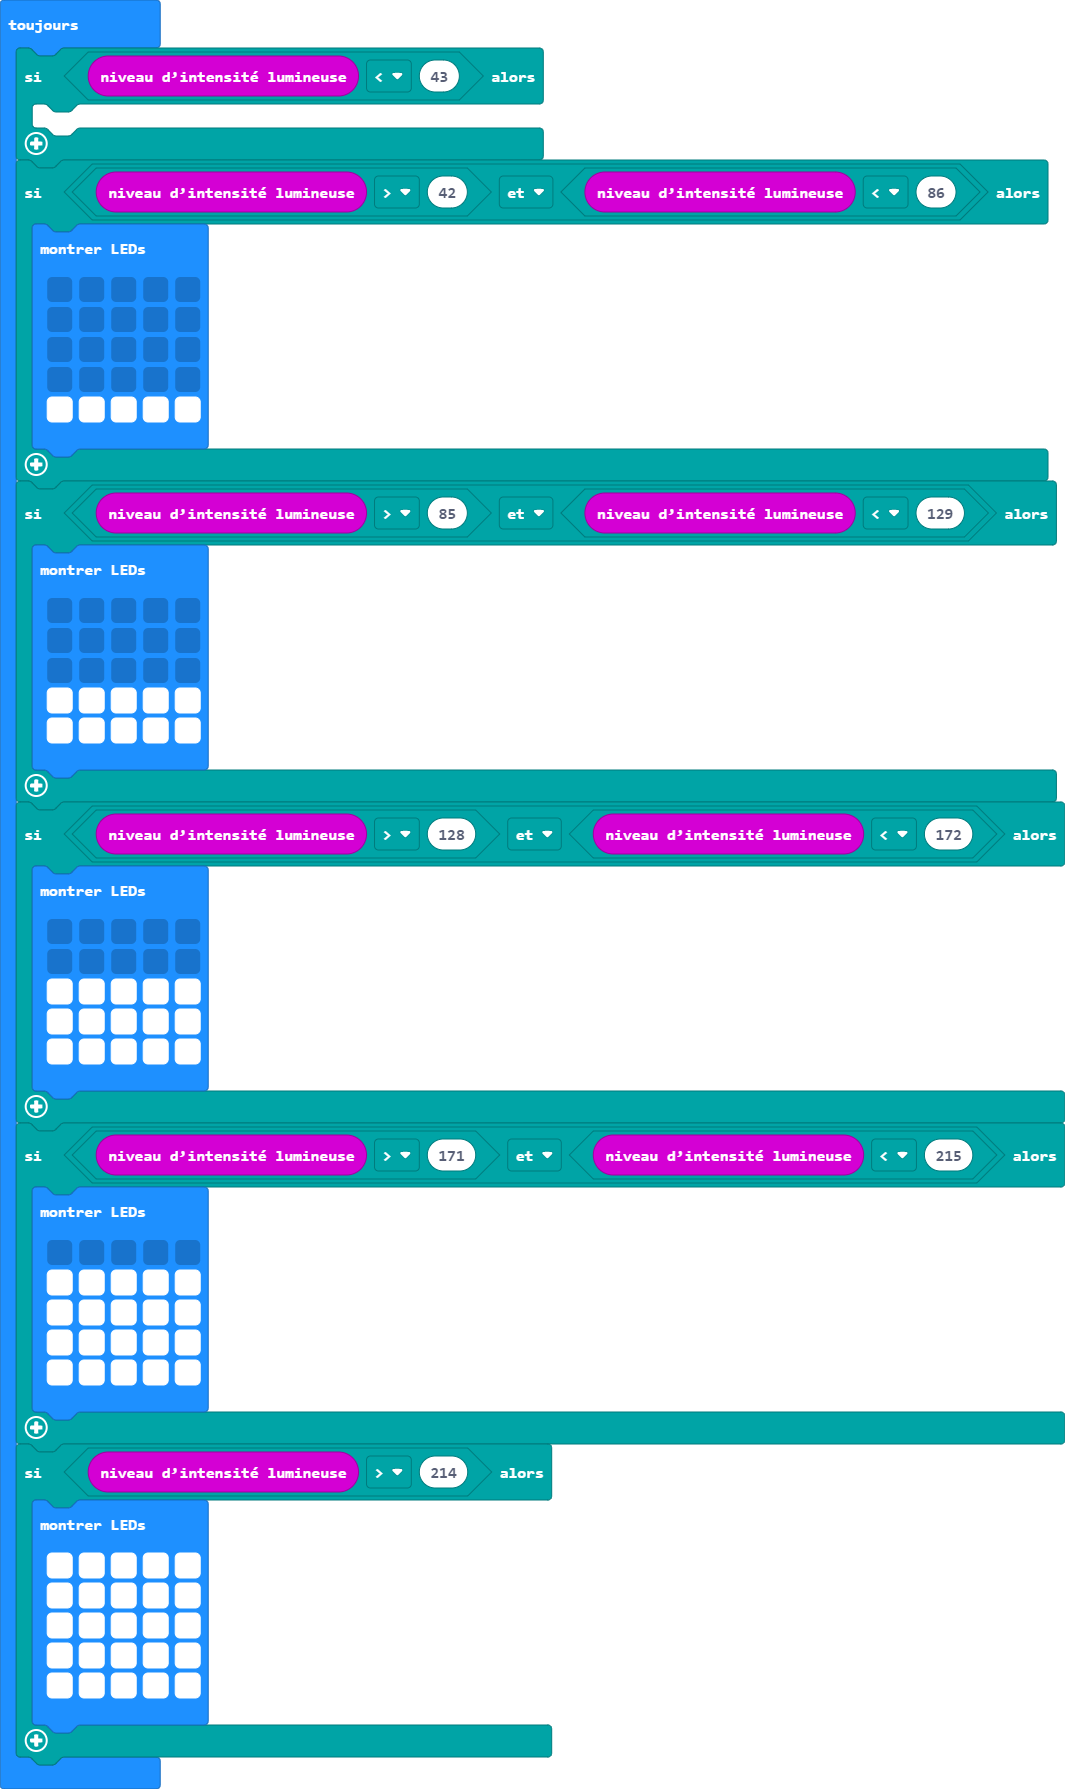 toujours
si niveau d’intensité lumineuse < 43 alors
si niveau d’intensité lumineuse > 42 et niveau d’intensité lumineuse < 86 alors
montrer LEDs
si niveau d’intensité lumineuse > 85 et niveau d’intensité lumineuse < 129 alors
montrer LEDs
si niveau d’intensité lumineuse > 128 et niveau d’intensité lumineuse < 172 alors
montrer LEDs
si niveau d’intensité lumineuse > 171 et niveau d’intensité lumineuse < 215 alors
montrer LEDs
si niveau d’intensité lumineuse > 214 alors
montrer LEDs